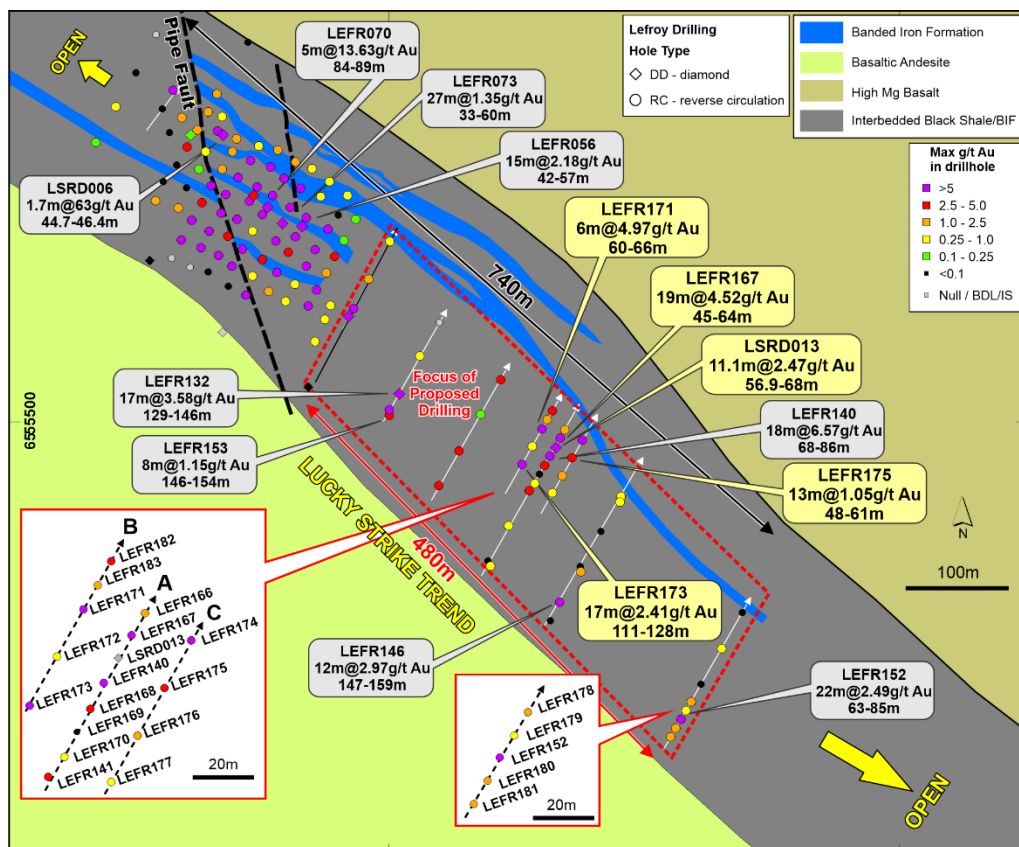 OPEN
Pipe Fault
LEFR070
5m@13.63g/t Au
84-89m
LEFR073
27m@1.35g/t Au
33-60m
LEFR056
15m@2.18g/t Au
42-57m
LSRD006
1.7m@63g/t Au
44.7-46.4m
Lefroy Drilling
Hole Type
DD - diamond
RC - reverse circulation
Banded Iron Formation
Basaltic Andesite
High Mg Basalt
Interbedded Black Shale/BIF
Max g/t Au
in drillhole
>5
2.5 - 5.0
1.0 - 2.5
0.25 - 1.0
0.1 - 0.25
<0.1
Null / BDL/IS
740m
LEFR171
6m@4.97g/t Au
60-66m
LEFR167
19m@4.52g/t Au
45-64m
LSRD013
11.1m@2.47g/t Au
56.9-68m
LEFR140
18m@6.57g/t Au
68-86m
LEFR175
13m@1.05g/t Au
48-61m
6555500
LEFR132
17m@3.58g/t Au
129-146m
LEFR153
8m@1.15g/t Au
146-154m
Focus of
Proposed
Drilling
LUCKY STRIKE TREND
480m
N
100m
LEFR173
17m@2.41g/t Au
111-128m
LEFR146
12m@2.97g/t Au
147-159m
LEFR152
22m@2.49g/t Au
63-85m
OPEN
B
LEFR182
LEFR183
LEFR171
LEFR172
LEFR173
A
LEFR166
LEFR167
LSRD013
LEFR140
LEFR168
LEFR169
LEFR170
LEFR141
C
LEFR174
LEFR175
LEFR176
LEFR177
20m
LEFR178
LEFR179
LEFR152
LEFR180
LEFR181
20m